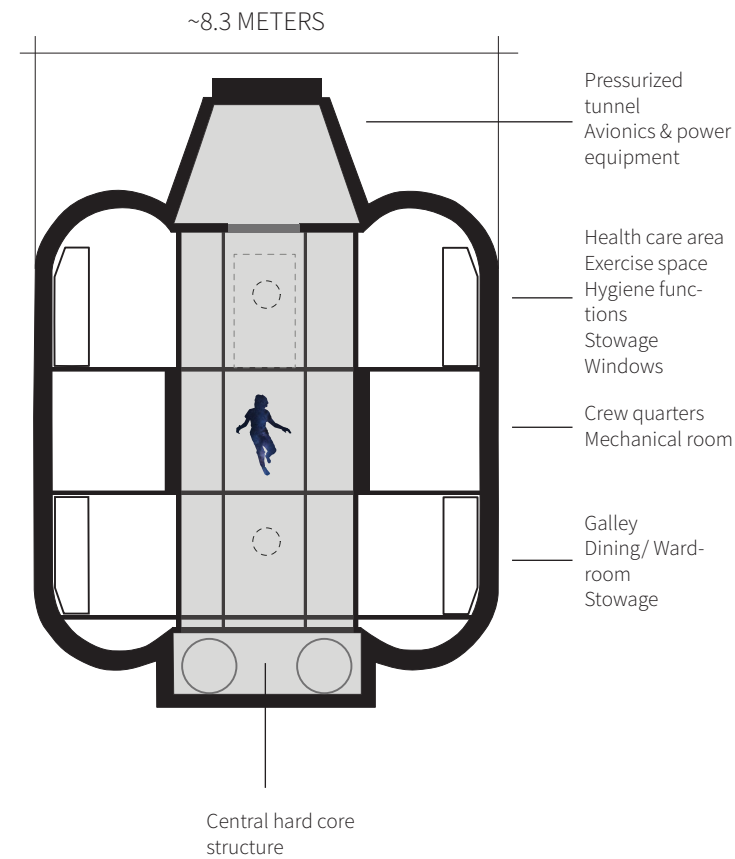 ~8.3 METERS
Pressurized
tunnel
Avionics & power
equipment
Health care area
Exercise space
Hygiene func-
tions
Stowage
Windows
Crew quarters
Mechanical room
Galley
Dining/ Ward-
room
Stowage
Central hard core
structure